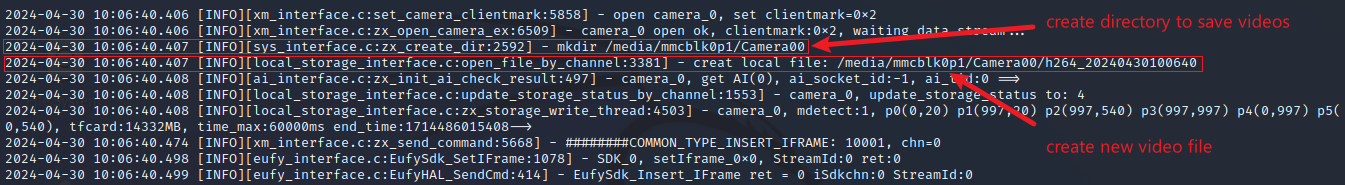 2024-04-30 10:06:40.406 [INFO][xm_interface.c:set_camera_clientmark:5858] - open camera_0, set clientmark=0×2
create directory to save videos
2024-04-30 10:06:40.406 [INFO][xm_interface.c:zx_open_camera_ex:6509] - camera_0 open ok, clientmark:0×2, waiting data stream...
2024-04-30 10:06:40.407 [INFO][sys_interface.c:zx_create_dir:2592] - mkdir /media/mmcblk0p1/Camera00
2024-04-30 10:06:40.407 [INFO][local_storage_interface.c:open_file_by_channel:3381] - creat local file: /media/mmcblk0p1/Camera00/h264_20240430100640
2024-04-30 10:06:40.408 [INFO][ai_interface.c:zx_init_ai_check_result:497] - camera_0, get AI(0), ai_socket_id:-1, ai_uid:0 ⟹
2024-04-30 10:06:40.408 [INFO][local_storage_interface.c:update_storage_status_by_channel:1553] - camera_0, update_storage_status to: 4
2024-04-30 10:06:40.408 [INFO][local_storage_interface.c:zx_storage_write_thread:4503] - camera_0, mdetect:1, p0(0,20) p1(997,20) p2(997,540) p3(997,997) p4(0,997) p5(
0,540), tfcard:14332MB, time_max:60000ms end_time:1714486015408-->
2024-04-30 10:06:40.474 [INFO][xm_interface.c:zx_send_command:5668] - ########COMMON_TYPE_INSERT_IFRAME: 10001, chn=0
create new video file
2024-04-30 10:06:40.498 [INFO][eufy_interface.c:EufySdk_SetIFrame:1078] - SDK_0, setIframe_0×0, StreamId:0 ret:0
2024-04-30 10:06:40.499 [INFO][eufy_interface.c:EufyHAL_SendCmd:414] - EufySdk_Insert_IFrame ret = 0 iSdkchn:0 StreamId:0